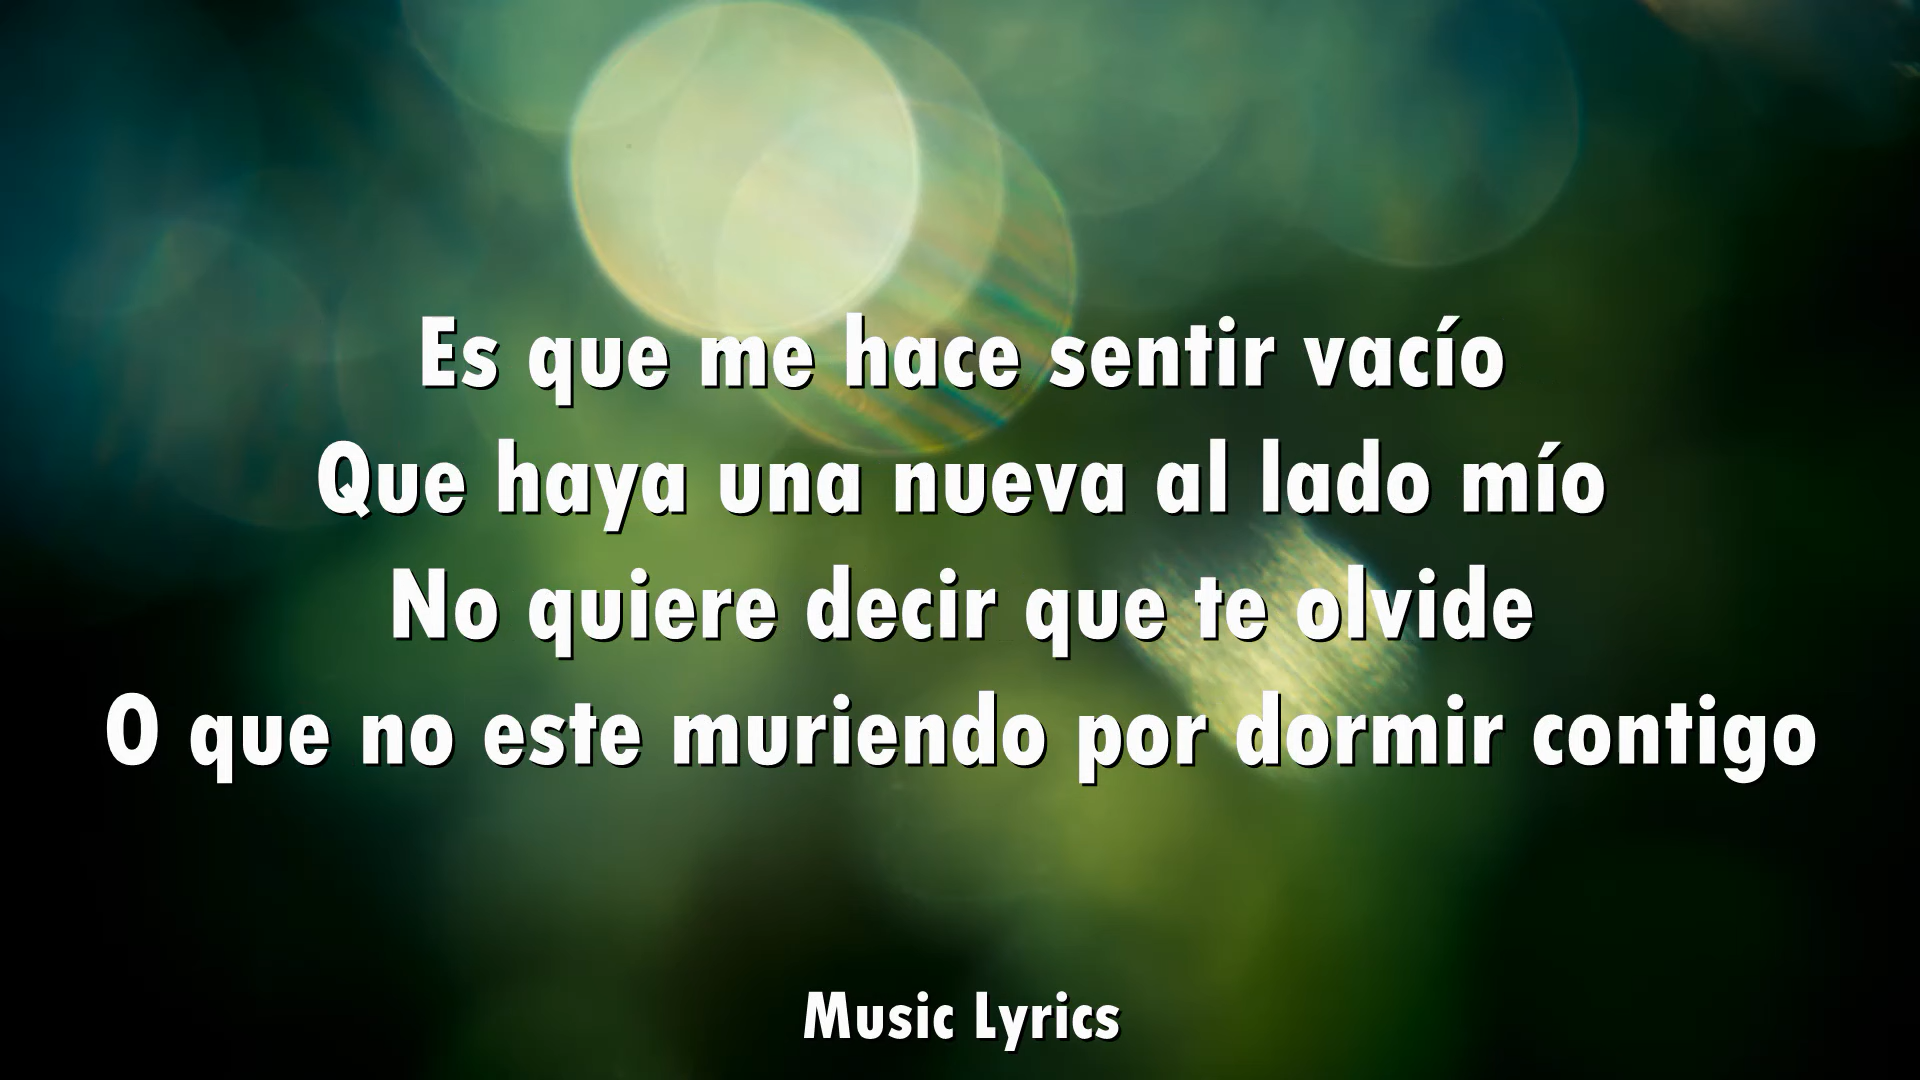 Es que me hace sentir vacío
Que haya una nueva al lado mío
No quiere decir que te olvide
O que no este muriendo por dormir contigo
Music Lyrics